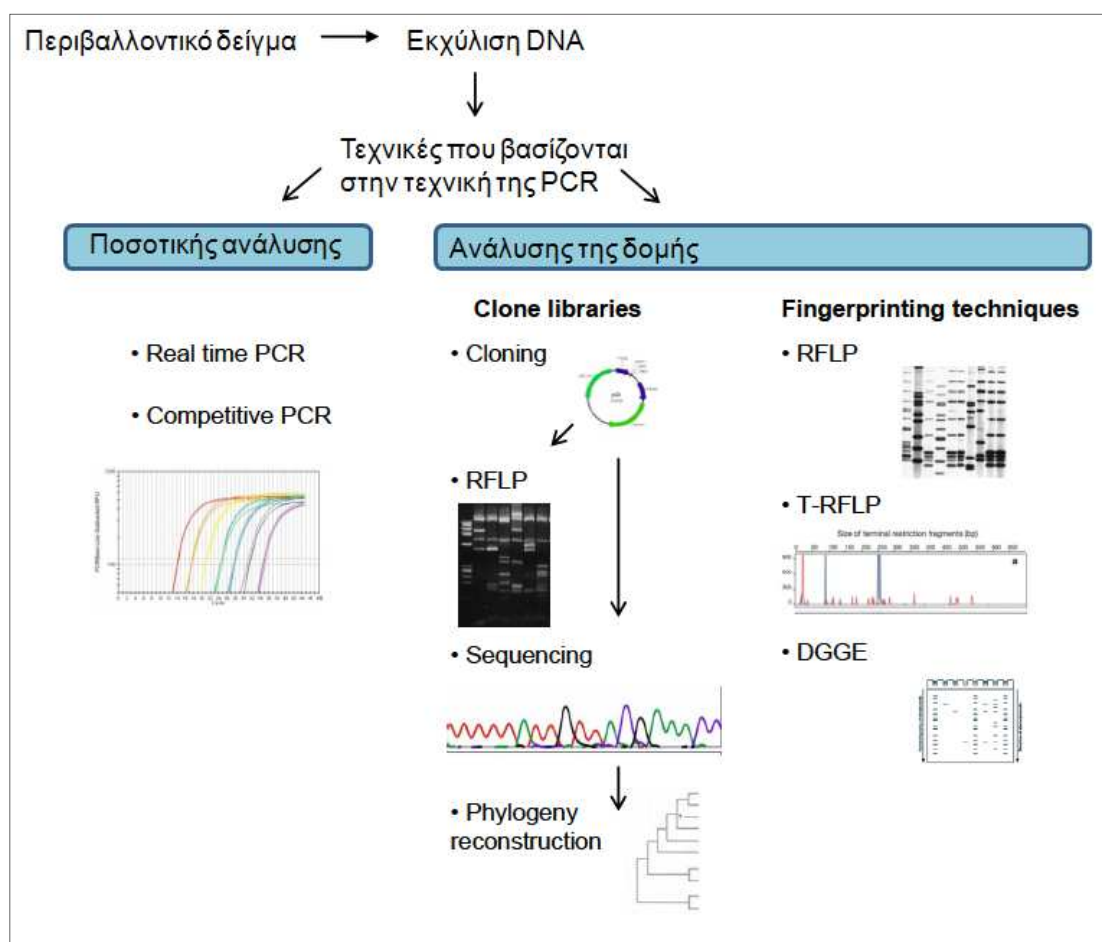 Περιβαλλοντικό δείγμα
Εκχύλιση DNA
Τεχνικές που βασίζονται
στην τεχνική της PCR
Ποσοτικής ανάλυσης
Ανάλυσης της δομής
• Real time PCR
• Competitive PCR
Clone libraries
• Cloning
• RFLP
• Sequencing
• Phylogeny
reconstruction
Fingerprinting techniques
• RFLP
• T-RFLP
Size of terminal restriction fragments (bp)
• DGGE